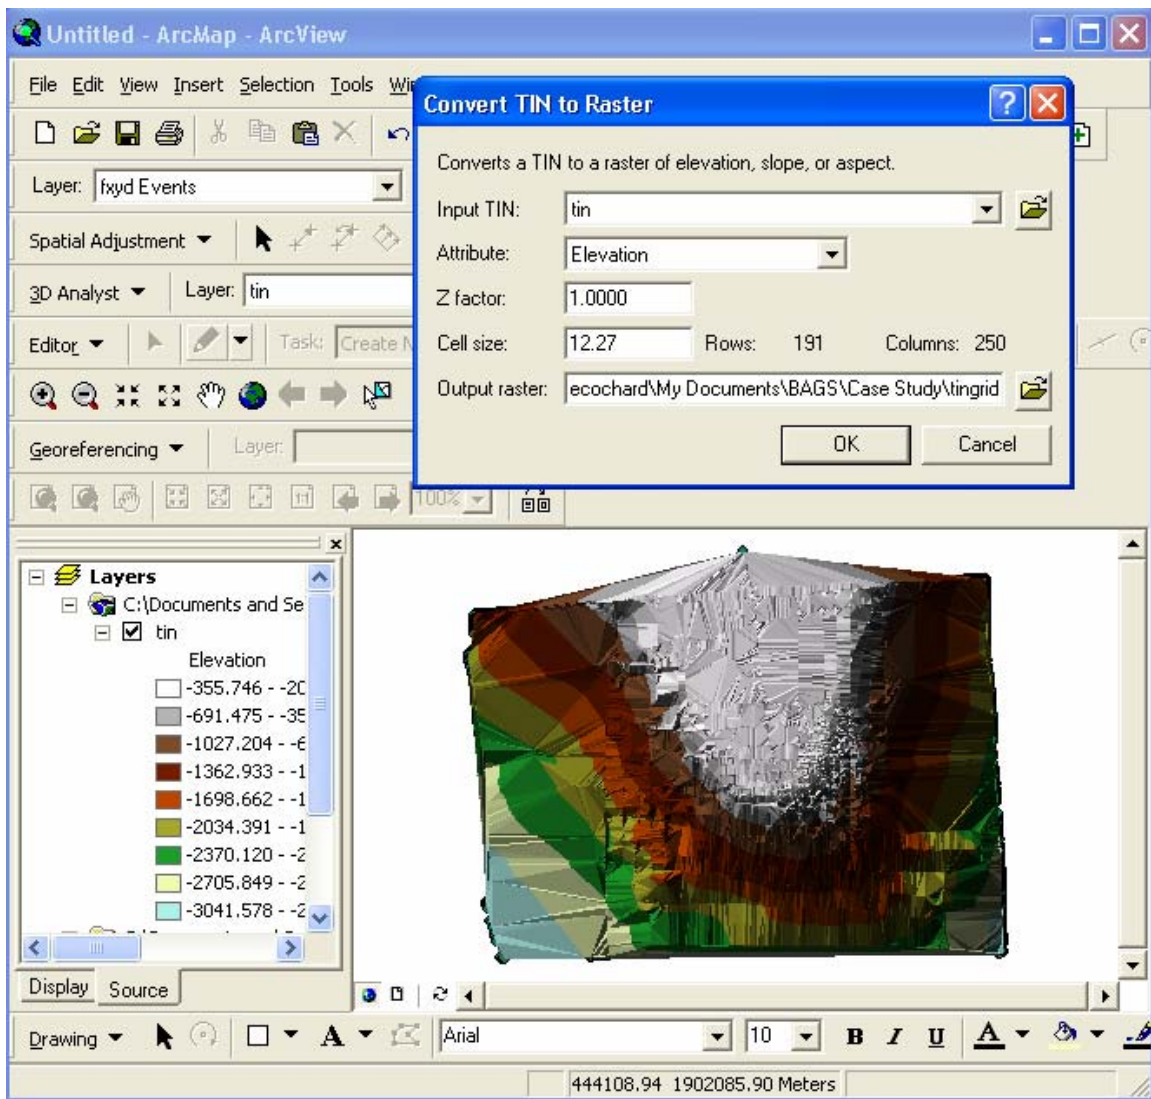 Untitled - ArcMap - ArcView
File Edit View Insert Selection Tools
Convert TIN to Raster
Converts a TIN to a raster of elevation, slope, or aspect.
Layer: fxyd Events
Input TIN: tin
Spatial Adjustment
Attribute: Elevation
3D Analyst Layer: tin
Z factor: 1.0000
Editor Task: Create N
Cell size: 12.27 Rows: 191 Columns: 250
Output raster: ecochard\My Documents\BAGS\Case Study\tingrid
OK Cancel
Georeferencing Layer:
1:1 100%
Layers
C:\Documents and Se
tin
Elevation
-355.746 - -20
-691.475 - -35
-1027.204 - -6
-1362.933 - -1
-1698.662 - -1
-2034.391 - -1
-2370.120 - -2
-2705.849 - -2
-3041.578 - -2
Display Source
Drawing A Arial 10 B I U A
444108.94 1902085.90 Meters